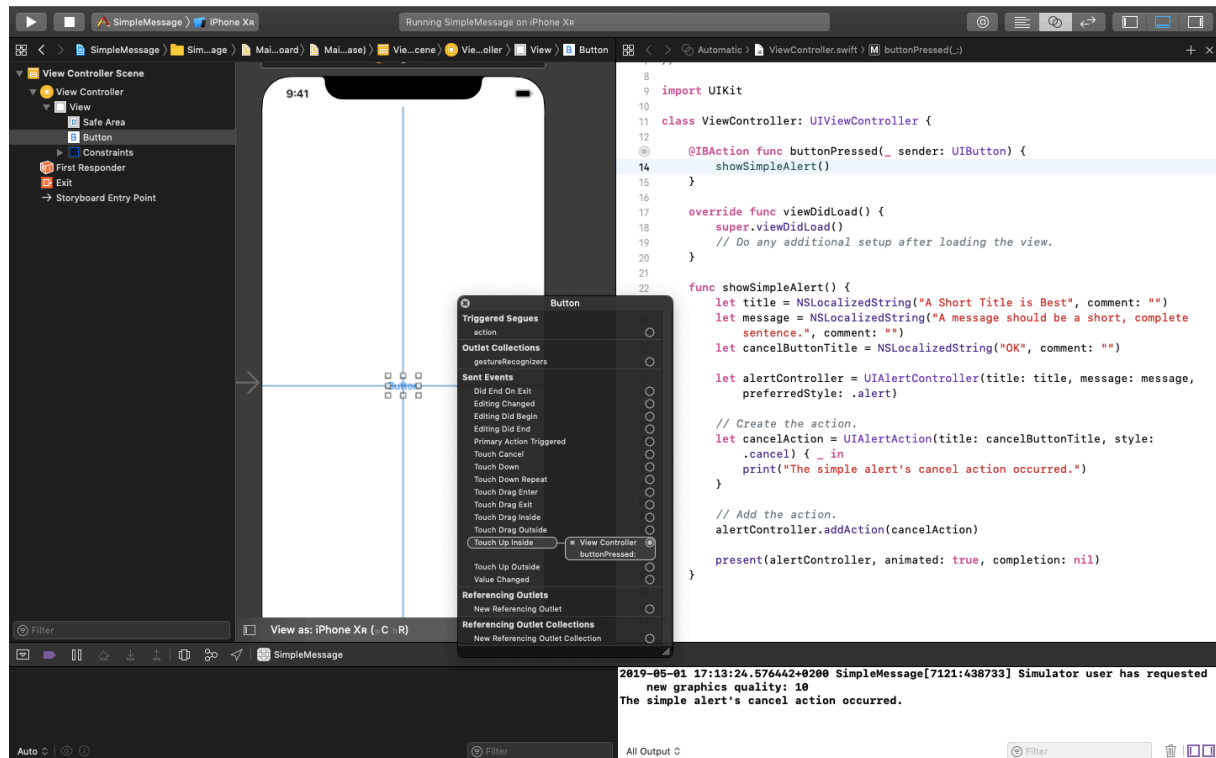 SimpleMessage 〉 iPhone Xʀ
Running SimpleMessage on iPhone Xʀ
SimpleMessage 〉 Sim...age 〉 Mai...oard 〉 Mai...ase) 〉 Vie...cene 〉 Vie...oller 〉 View 〉 B Button
Automatic 〉 ViewController.swift 〉 M buttonPressed(_:)
View Controller Scene
View Controller
View
Safe Area
B Button
Constraints
First Responder
Exit
→ Storyboard Entry Point
Filter
9:41
Button
View as: iPhone Xʀ (wC hR)
7 //
8
9 import UIKit
10
11 class ViewController: UIViewController {
12
@IBAction func buttonPressed(_ sender: UIButton) {
14 showSimpleAlert()
15 }
16
17 override func viewDidLoad() {
18 super.viewDidLoad()
19 // Do any additional setup after loading the view.
20 }
21
22 func showSimpleAlert() {
let title = NSLocalizedString("A Short Title is Best", comment: "")
let message = NSLocalizedString("A message should be a short, complete
sentence.", comment: "")
let cancelButtonTitle = NSLocalizedString("OK", comment: "")
let alertController = UIAlertController(title: title, message: message,
preferredStyle: .alert)
// Create the action.
let cancelAction = UIAlertAction(title: cancelButtonTitle, style:
.cancel) { _ in
print("The simple alert's cancel action occurred.")
}
// Add the action.
alertController.addAction(cancelAction)
present(alertController, animated: true, completion: nil)
}
Button
Triggered Segues
action
Outlet Collections
gestureRecognizers
Sent Events
Did End On Exit
Editing Changed
Editing Did Begin
Editing Did End
Primary Action Triggered
Touch Cancel
Touch Down
Touch Down Repeat
Touch Drag Enter
Touch Drag Exit
Touch Drag Inside
Touch Drag Outside
Touch Up Inside
View Controller
buttonPressed:
Touch Up Outside
Value Changed
Referencing Outlets
New Referencing Outlet
Referencing Outlet Collections
New Referencing Outlet Collection
SimpleMessage
2019-05-01 17:13:24.576442+0200 SimpleMessage[7121:438733] Simulator user has requested
new graphics quality: 10
The simple alert's cancel action occurred.
Auto
Filter
All Output
Filter